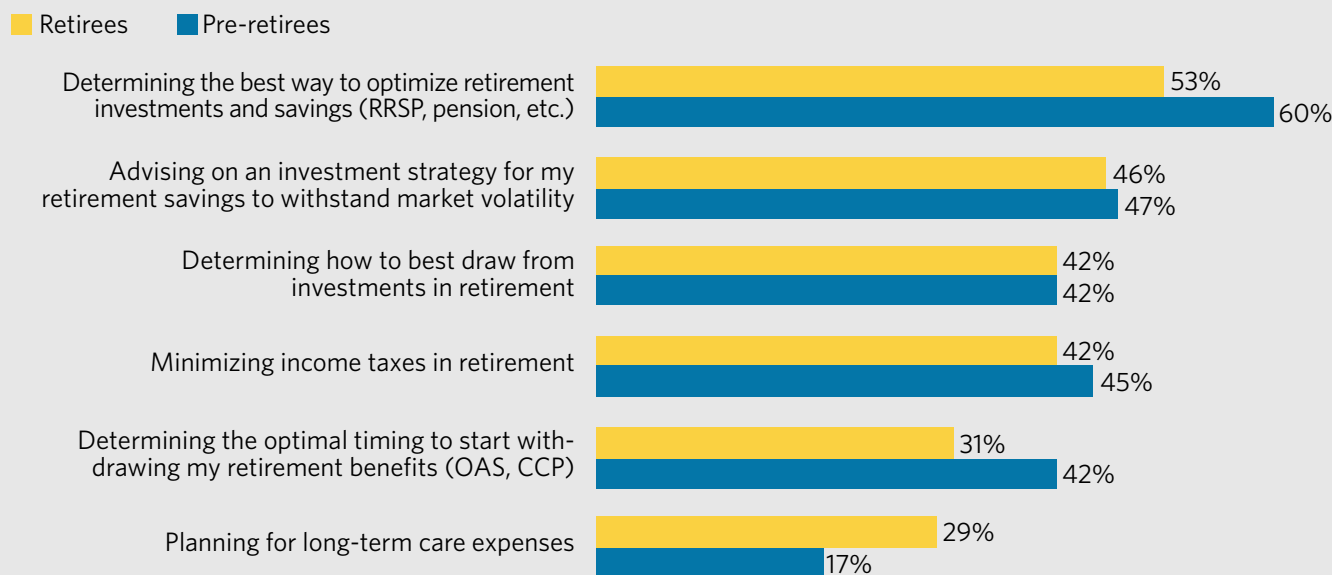 Retirees Pre-retirees
Determining the best way to optimize retirement
investments and savings (RRSP, pension, etc.)
53%
60%
Advising on an investment strategy for my
retirement savings to withstand market volatility
46%
47%
Determining how to best draw from
investments in retirement
42%
42%
Minimizing income taxes in retirement
42%
45%
Determining the optimal timing to start with-
drawing my retirement benefits (OAS, CCP)
31%
42%
Planning for long-term care expenses
29%
17%